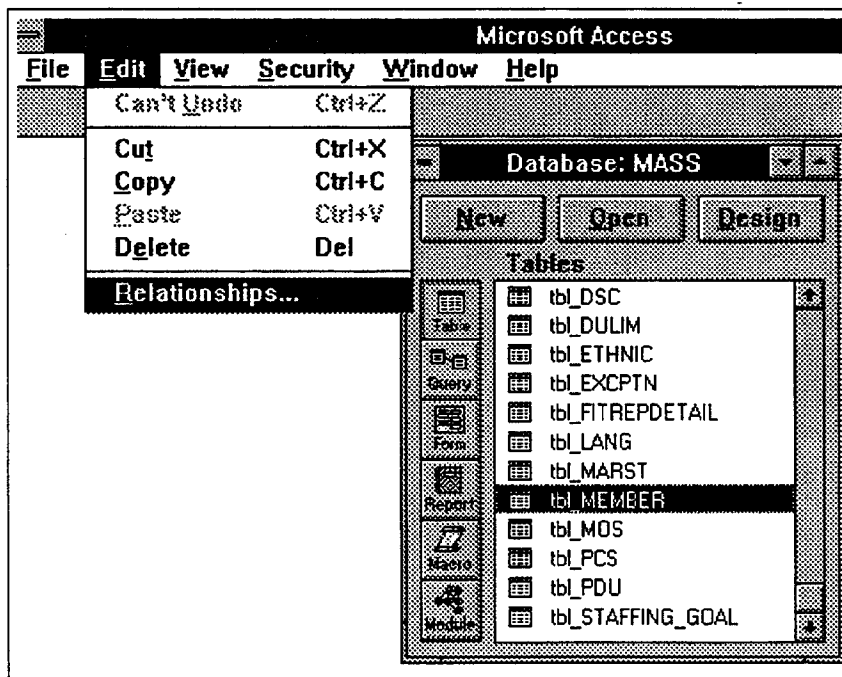 Microsoft Access
File Edit View Security Window Help
Can't Undo Ctrl+Z
Cut Ctrl+X
Copy Ctrl+C
Paste Ctrl+V
Delete Del
Relationships...
Database: MASS
New Open Design
Tables
Table
Query
Form
Report
Macro
Module
tbl_DSC
tbl_DULIM
tbl_ETHNIC
tbl_EXCPTN
tbl_FITREPDETAIL
tbl_LANG
tbl_MARST
tbl_MEMBER
tbl_MOS
tbl_PCS
tbl_PDU
tbl_STAFFING_GOAL